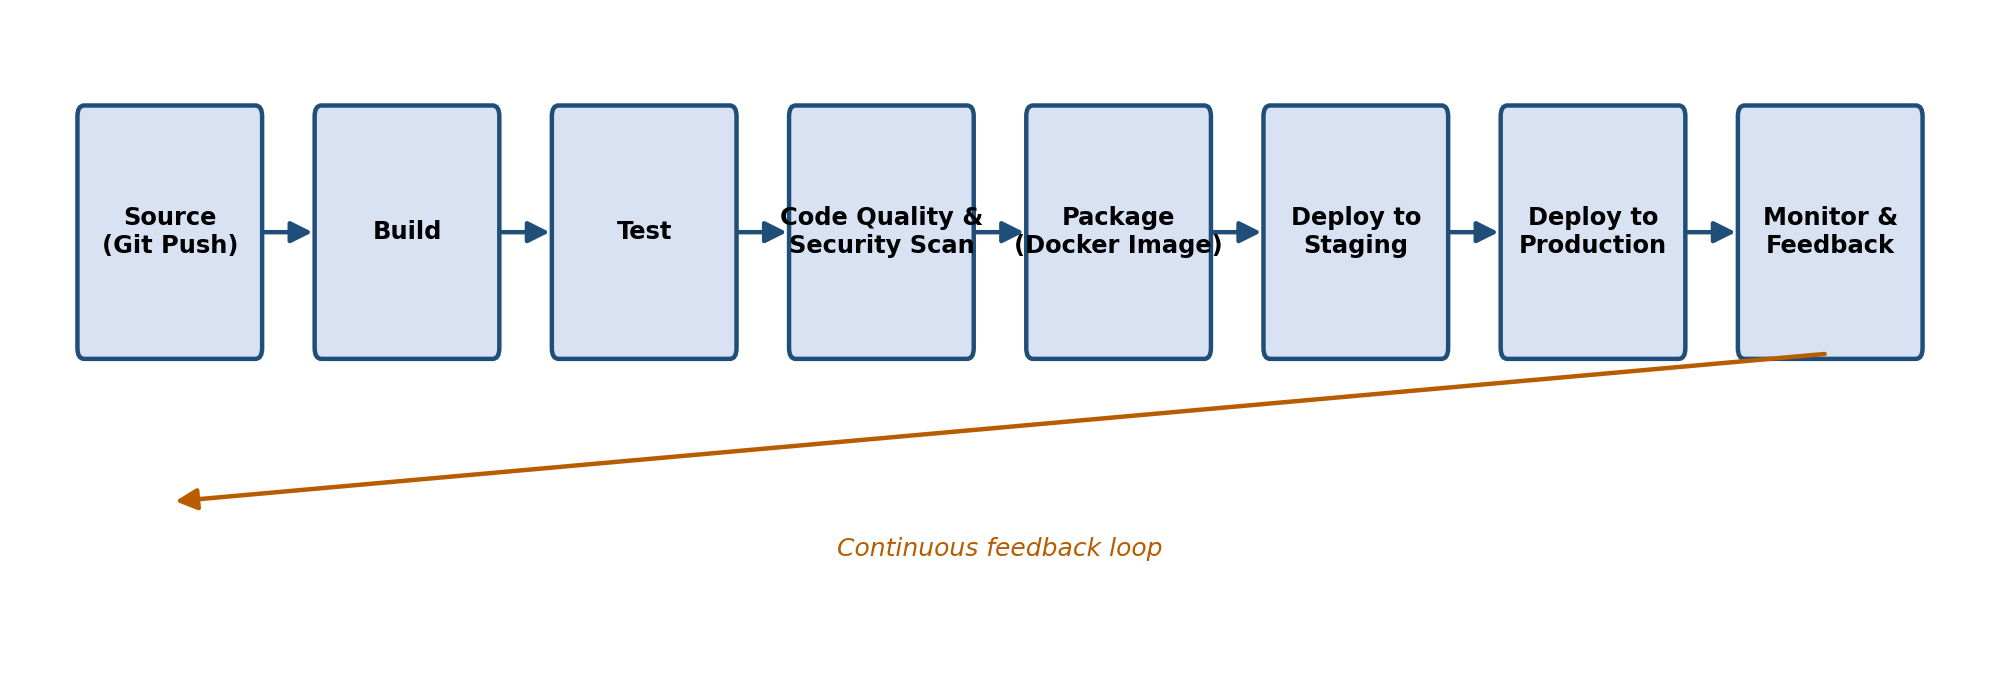 Source
(Git Push)
Build
Test
Code Quality &
Security Scan
Package
(Docker Image)
Deploy to
Staging
Deploy to
Production
Monitor &
Feedback
Continuous feedback loop